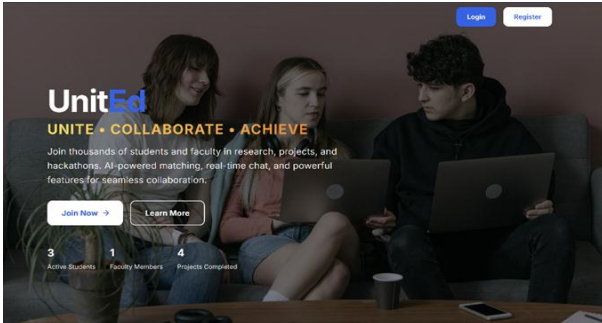 Login Register
UnitEd
UNITE • COLLABORATE • ACHIEVE
Join thousands of students and faculty in research, projects, and
hackathons. AI-powered matching, real-time chat, and powerful
features for seamless collaboration.
Join Now → Learn More
3 1 4
Active Students Faculty Members Projects Completed